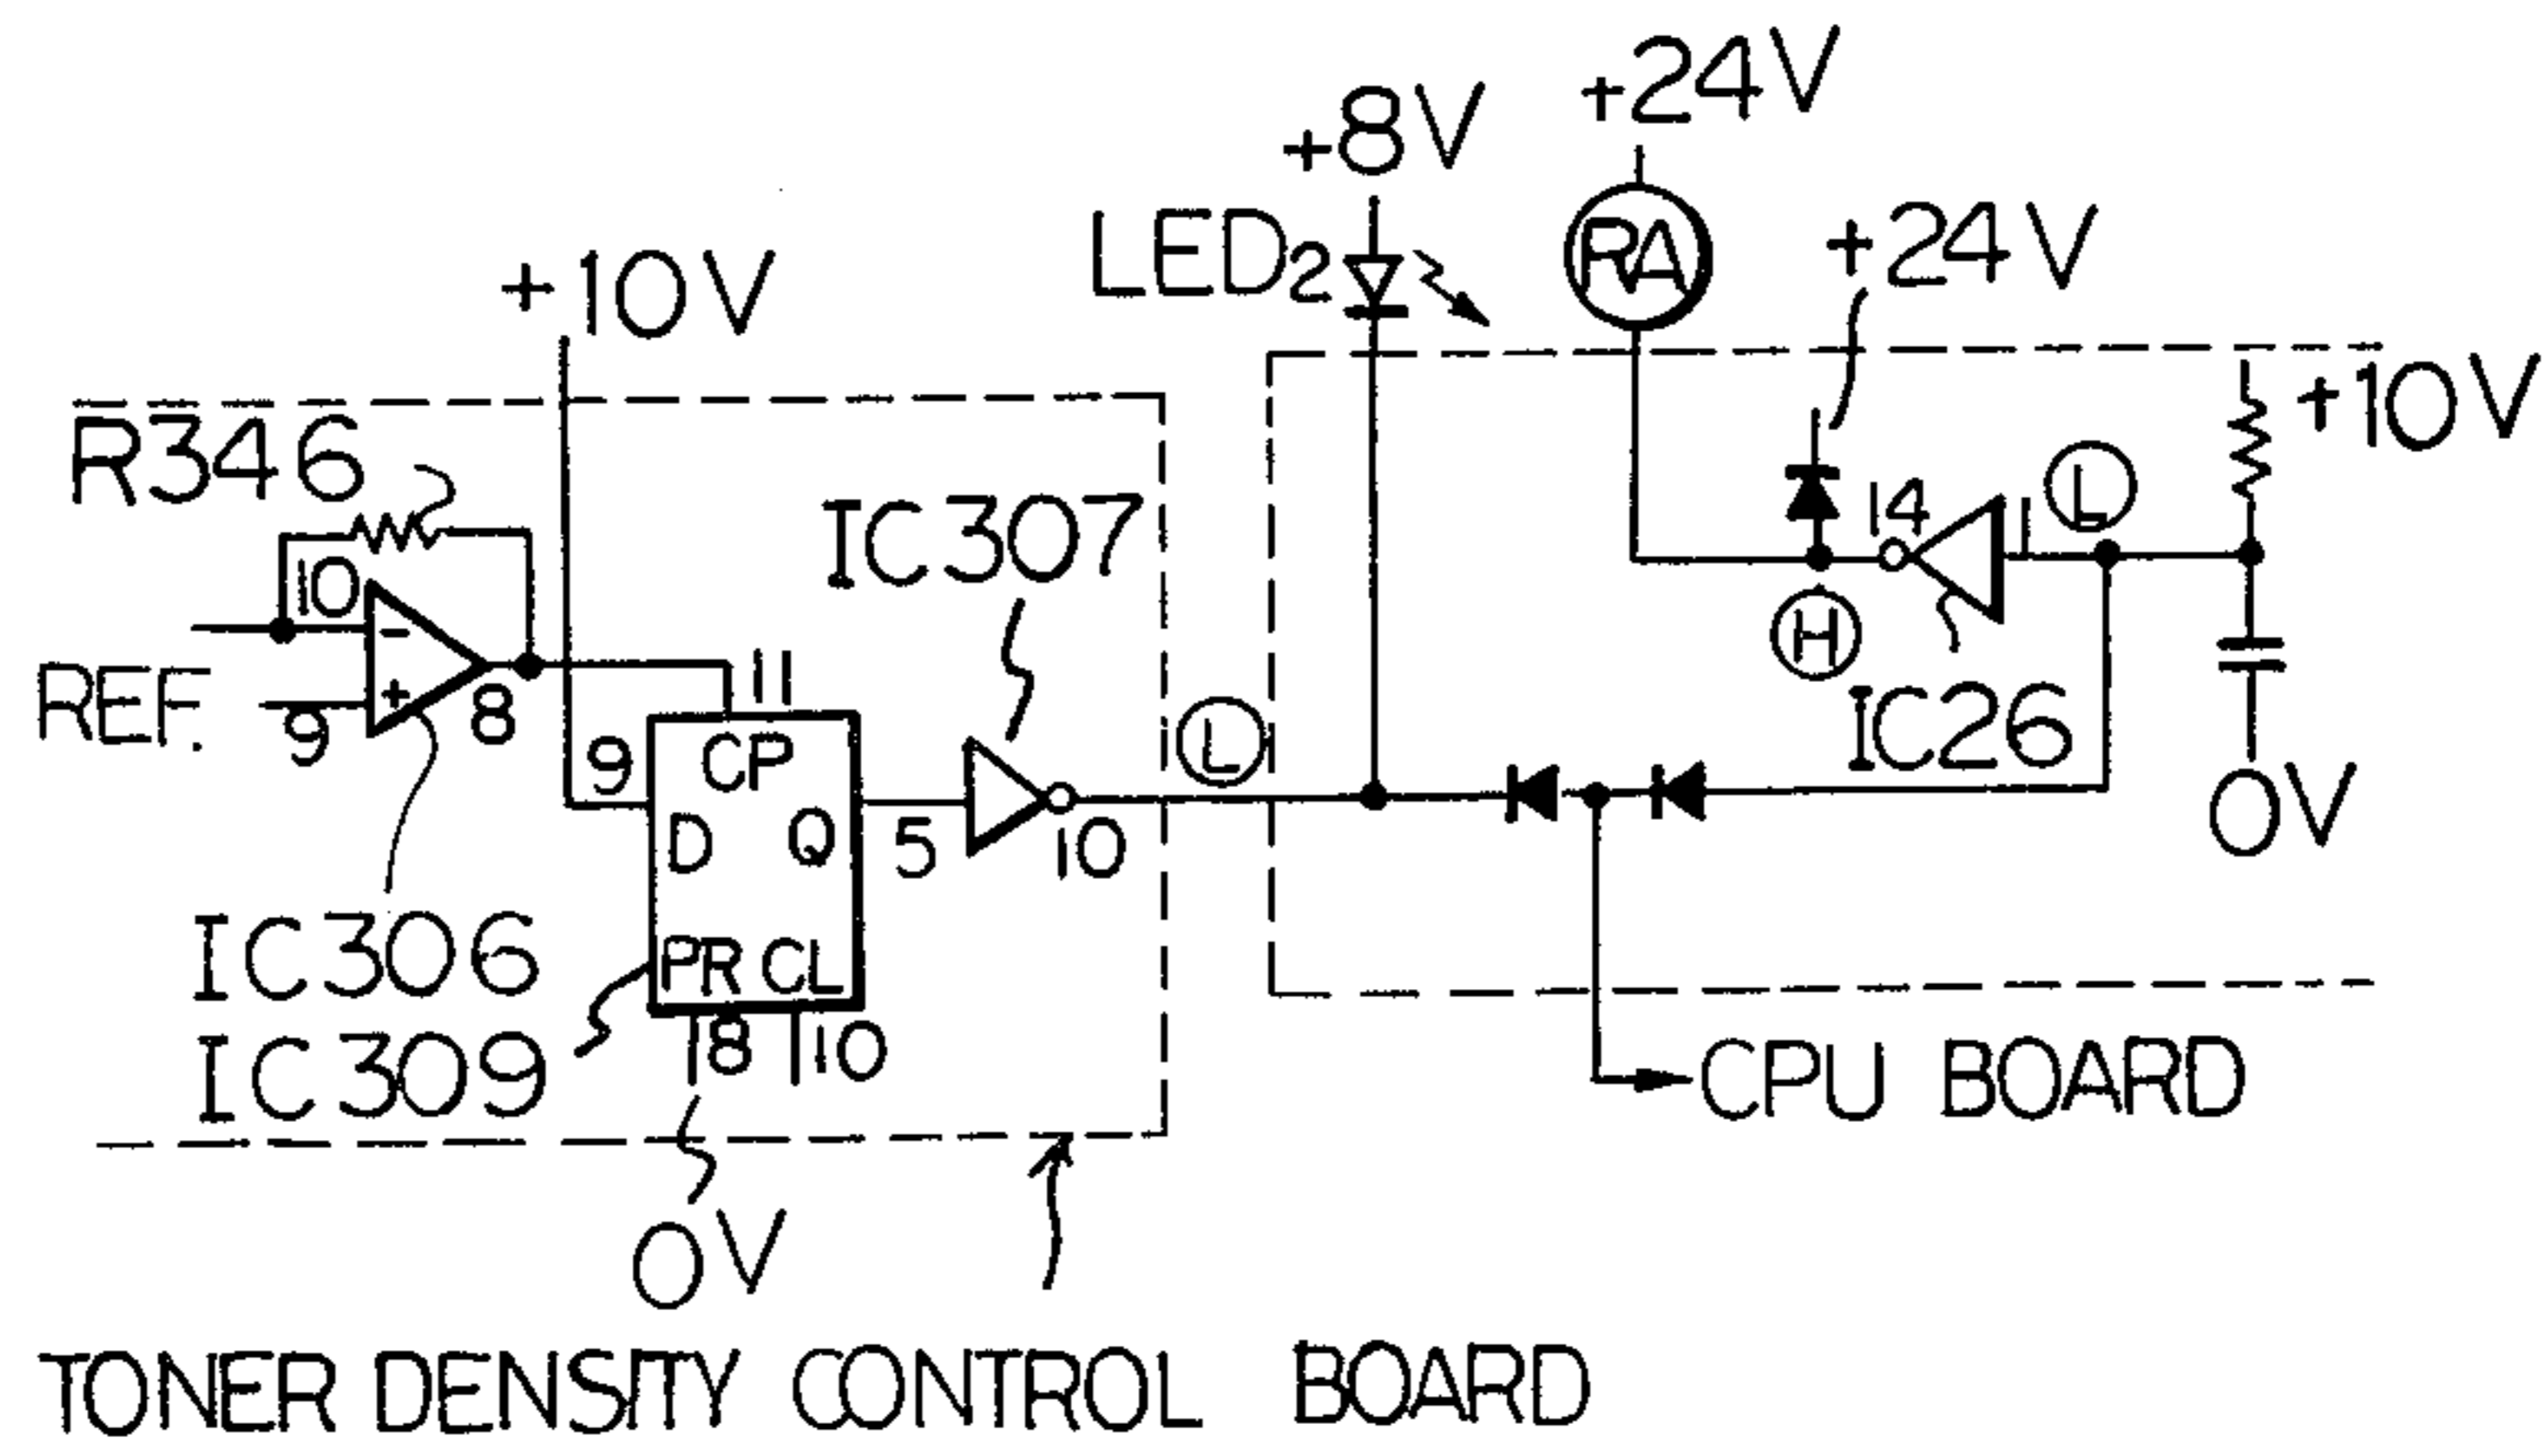 +24V
+8V
RA
+24V
LED2
+10V
+10V
R346
L
14
1
IC307
10
-
H
REF.
+
9
8
11
IC26
L
9
CP
0V
D
Q
5
10
IC306
PR CL
8
10
IC309
CPU BOARD
0V
TONER DENSITY CONTROL BOARD